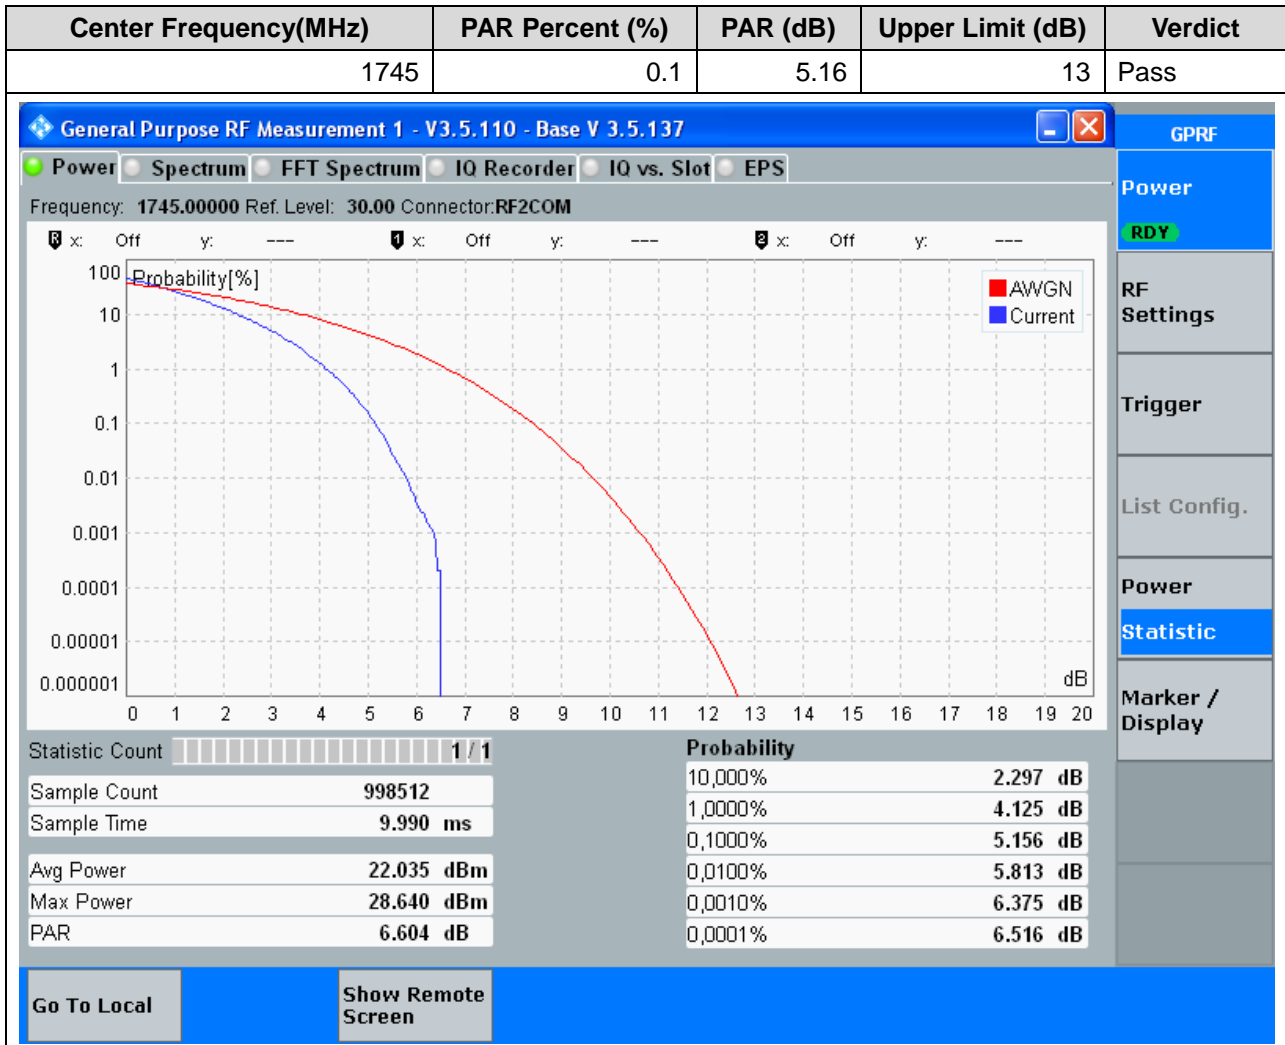 Center Frequency(MHz) PAR Percent (%) PAR (dB) Upper Limit (dB) Verdict
1745 0.1 5.16 13 Pass
General Purpose RF Measurement 1 - V3.5.110 - Base V 3.5.137
GPRF
Power Spectrum FFT Spectrum IQ Recorder IQ vs. Slot EPS
Frequency: 1745.00000 Ref. Level: 30.00 Connector:RF2COM
R x: Off y: --- 1 x: Off y: --- 2 x: Off y: ---
Power
RDY
RF
Settings
Trigger
List Config.
Power
Statistic
Marker /
Display
Probability[%]
AWGN
Current
100
10
1
0.1
0.01
0.001
0.0001
0.00001
0.000001
dB
0 1 2 3 4 5 6 7 8 9 10 11 12 13 14 15 16 17 18 19 20
Statistic Count 1 / 1
Sample Count 998512
Sample Time 9.990 ms
Avg Power 22.035 dBm
Max Power 28.640 dBm
PAR 6.604 dB
Probability
10,000% 2.297 dB
1,0000% 4.125 dB
0,1000% 5.156 dB
0,0100% 5.813 dB
0,0010% 6.375 dB
0,0001% 6.516 dB
Go To Local
Show Remote
Screen